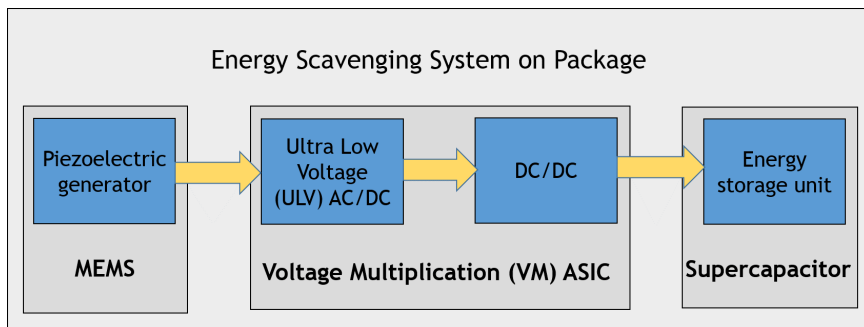 Energy Scavenging System on Package
Piezoelectric
generator
MEMS
Ultra Low
Voltage
(ULV) AC/DC
DC/DC
Voltage Multiplication (VM) ASIC
Energy
storage unit
Supercapacitor